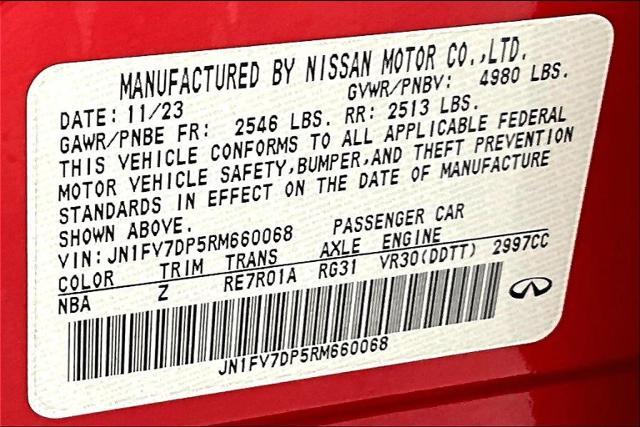 MANUFACTURED BY NISSAN MOTOR CO.,LTD.
DATE: 11/23 GVWR/PNBV: 4980 LBS.
GAWR/PNBE FR: 2546 LBS. RR: 2513 LBS.
THIS VEHICLE CONFORMS TO ALL APPLICABLE FEDERAL
MOTOR VEHICLE SAFETY,BUMPER,AND THEFT PREVENTION
STANDARDS IN EFFECT ON THE DATE OF MANUFACTURE
SHOWN ABOVE.
VIN: JN1FV7DP5RM660068 PASSENGER CAR
COLOR TRIM TRANS AXLE ENGINE
NBA Z RE7R01A RG31 VR30(DDTT) 2997CC
JN1FV7DP5RM660068